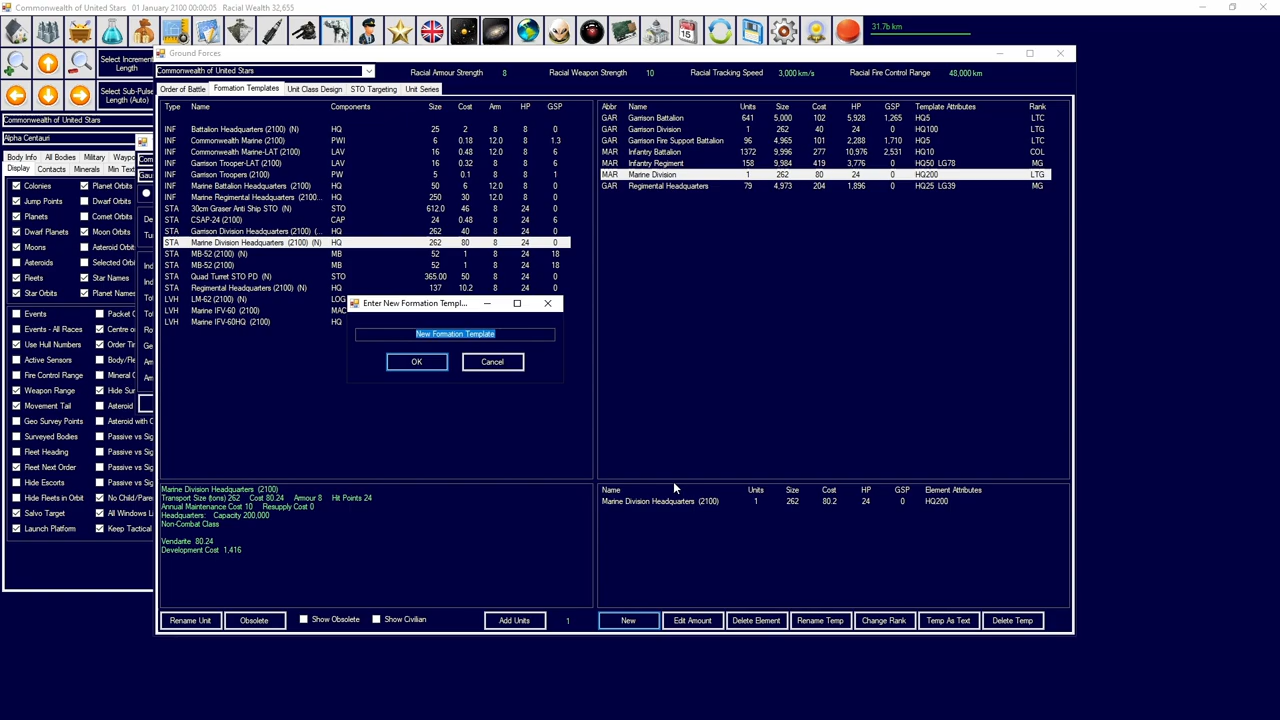 Commonwealth of United Stars   01 January 2100 00:00:05   Racial Wealth 32,655
31.7b km
Ground Forces
Select Increment Length
Commonwealth of United Stars
Racial Armour Strength 8 Racial Weapon Strength 10 Racial Tracking Speed 3,000 km/s Racial Fire Control Range 48,000 km
Order of Battle Formation Templates Unit Class Design STO Targeting Unit Series
Select Sub-Pulse Length (Auto)
Commonwealth of United Stars
Alpha Centauri
Body Info All Bodies Military Waypo
Display Contacts Minerals Min Text
Colonies Planet Orbits
Jump Points Dwarf Orbits
Planets Comet Orbits
Dwarf Planets Moon Orbits
Moons Asteroid Orbit
Asteroids Selected Orbi
Fleets Star Names
Star Orbits Planet Names
Events Packet C
Events - All Races Centre o
Use Hull Numbers Order Tir
Active Sensors Body/Fle
Fire Control Range Mineral C
Weapon Range Hide Sur
Movement Tail Asteroid
Geo Survey Points Asteroid with C
Surveyed Bodies Passive vs Sig
Fleet Heading Passive vs Sig
Fleet Next Order Passive vs Sig
Hide Escorts Passive vs Sig
Hide Fleets in Orbit No Child/Parer
Salvo Target All Windows L
Launch Platform Keep Tactical
Type Name Components Size Cost Arm HP GSP
INF Battalion Headquarters (2100) (N) HQ 25 2 8 8 0
INF Commonwealth Marine (2100) PWI 6 0.18 12.0 8 1.3
INF Commonwealth Marine-LAT (2100) LAV 16 0.48 12.0 8 6
INF Garrison Trooper-LAT (2100) LAV 16 0.32 8 8 6
INF Garrison Troopers (2100) PW 5 0.1 8 8 1
INF Marine Battalion Headquarters (2100) HQ 50 6 12.0 8 0
INF Marine Regimental Headquarters (2100... HQ 250 30 12.0 8 0
STA 30cm Graser Anti Ship STO (N) STO 612.0 46 8 24 0
STA CSAP-24 (2100) CAP 24 0.48 8 24 6
STA Garrison Division Headquarters (2100) (... HQ 262 40 8 24 0
STA Marine Division Headquarters (2100) (N) HQ 262 80 8 24 0
STA MB-52 (2100) (N) MB 52 1 8 24 18
STA MB-52 (2100) MB 52 1 8 24 18
STA Quad Turret STO PD (N) STO 365.00 50 8 24 0
STA Regimental Headquarters (2100) (N) HQ 137 10.2 8 24 0
LVH LM-62 (2100) (N) LOG
LVH Marine IFV-60 (2100) MAC
LVH Marine IFV-60HQ (2100) HQ
Enter New Formation Templ...
New Formation Template
OK Cancel
Abbr Name Units Size Cost HP GSP Template Attributes Rank
GAR Garrison Battalion 641 5,000 102 5,928 1,265 HQ5 LTC
GAR Garrison Division 1 262 40 24 0 HQ100 LTG
GAR Garrison Fire Support Battalion 96 4,965 101 2,288 1,710 HQ5 LTC
MAR Infantry Battalion 1372 9,996 277 10,976 2,531 HQ10 COL
MAR Infantry Regiment 158 9,984 419 3,776 0 HQ50 LG78 MG
MAR Marine Division 1 262 80 24 0 HQ200 LTG
GAR Regimental Headquarters 79 4,973 204 1,896 0 HQ25 LG39 MG
Marine Division Headquarters (2100)
Transport Size (tons) 262 Cost 80.24 Armour 8 Hit Points 24
Annual Maintenance Cost 10 Resupply Cost 0
Headquarters: Capacity 200,000
Non-Combat Class
Vendarite 80.24
Development Cost 1,416
Name Units Size Cost HP GSP Element Attributes
Marine Division Headquarters (2100) 1 262 80.2 24 0 HQ200
Rename Unit Obsolete Show Obsolete Show Civilian Add Units 1 New Edit Amount Delete Element Rename Temp Change Rank Temp As Text Delete Temp